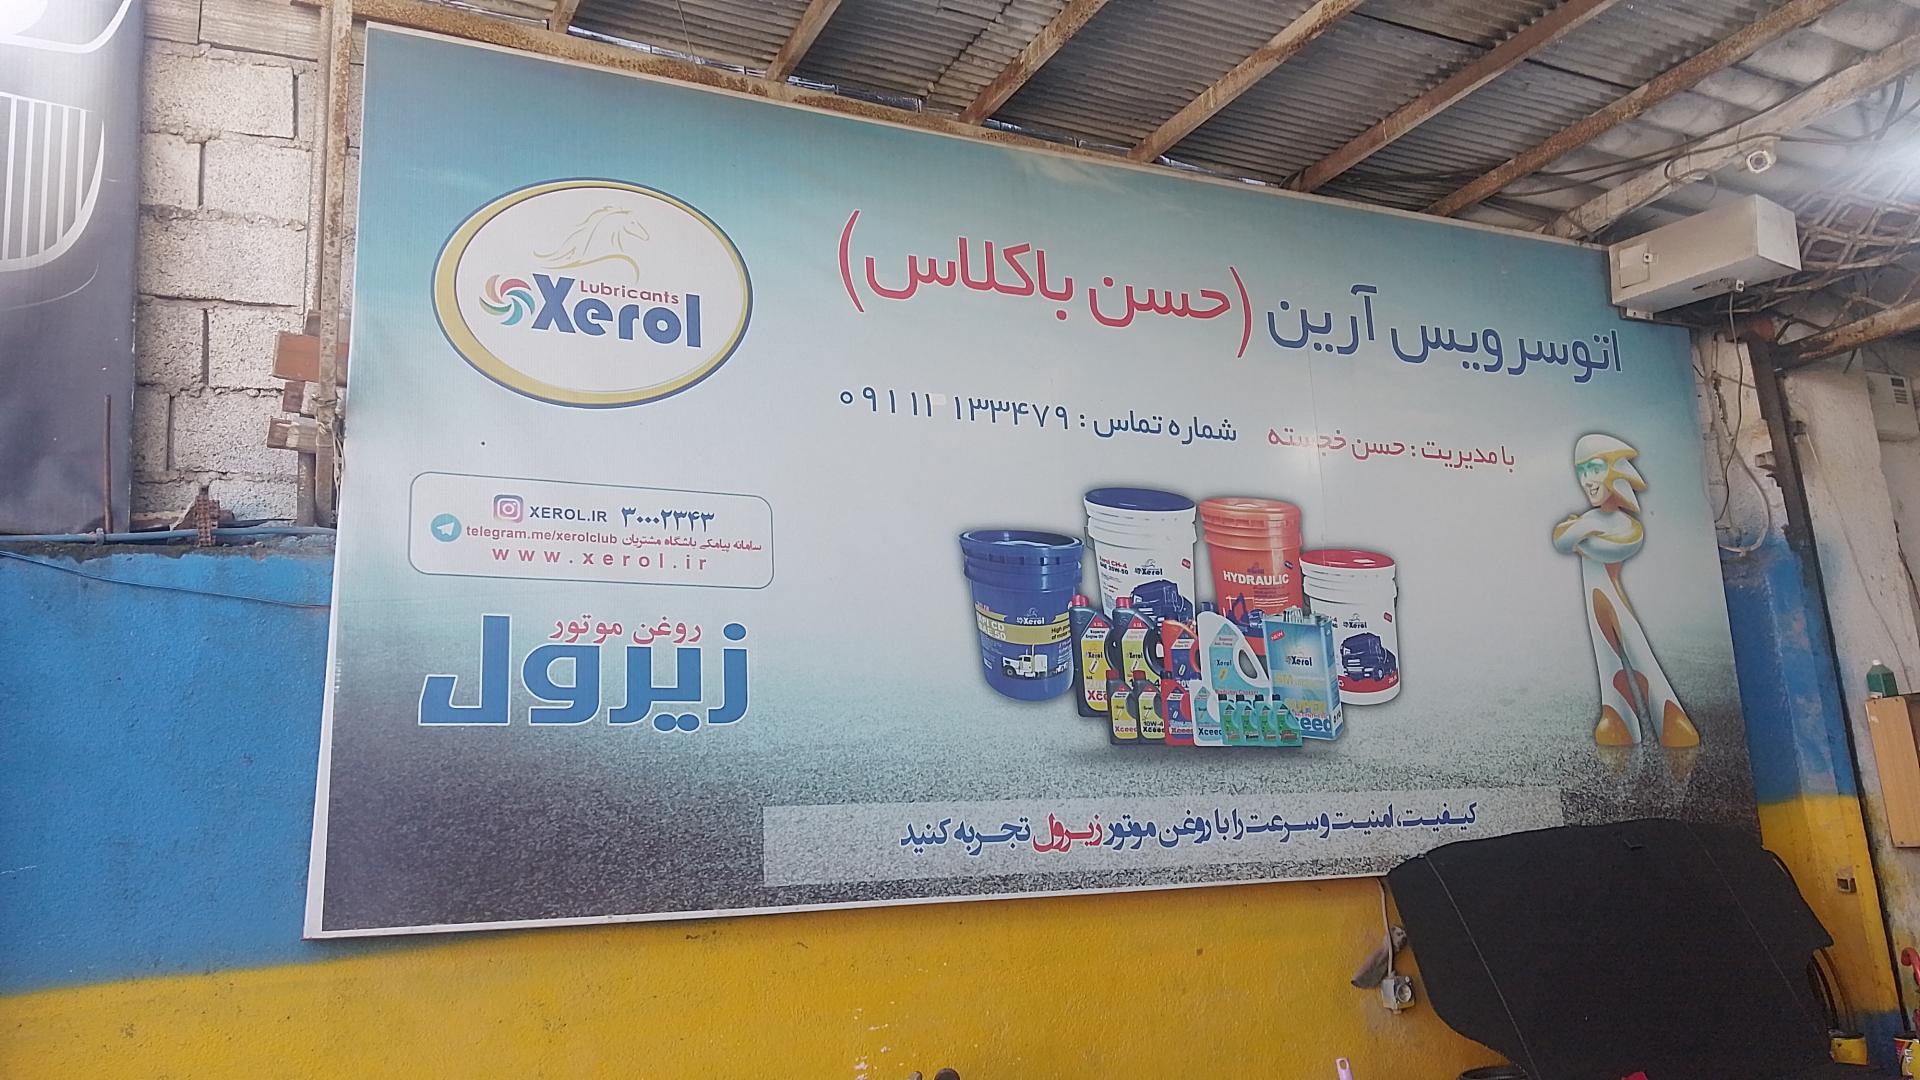 اتوسرویس آرین (حسن باکلاس)
با مدیریت : حسن خجسته شماره تماس :
Lubricants
Xerol
XEROL.IR ۳۰۰۰۲۳۴۳
telegram.me/xerolclub سامانه پیامکی باشگاه مشتریان
www.xerol.ir
روغن موتور
زیرول
HYDRAULIC
Xerol
Xerol
Xerol
کیفیت، امنیت و سرعت را با روغن موتور زیرول تجربه کنید